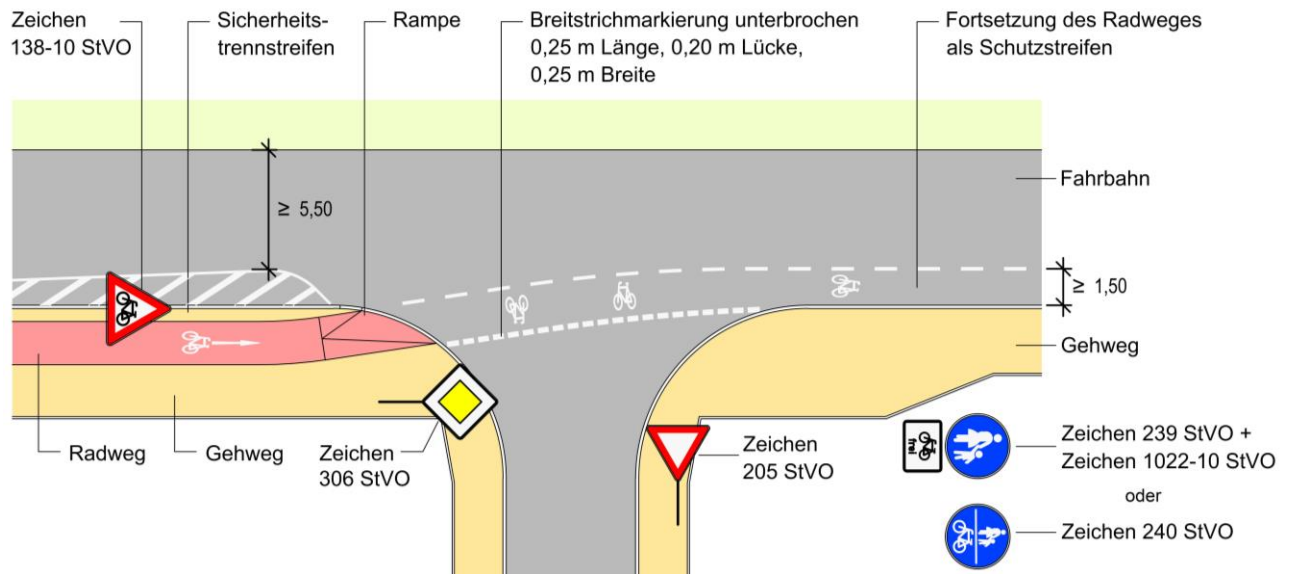 Zeichen
138-10 StVO
Sicherheits-
trennstreifen
Rampe
Breitstrichmarkierung unterbrochen
0,25 m Länge, 0,20 m Lücke,
0,25 m Breite
Fortsetzung des Radweges
als Schutzstreifen
Fahrbahn
≥ 5,50
≥ 1,50
Gehweg
Radweg
Gehweg
Zeichen
306 StVO
Zeichen
205 StVO
frei
Zeichen 239 StVO +
Zeichen 1022-10 StVO
oder
Zeichen 240 StVO